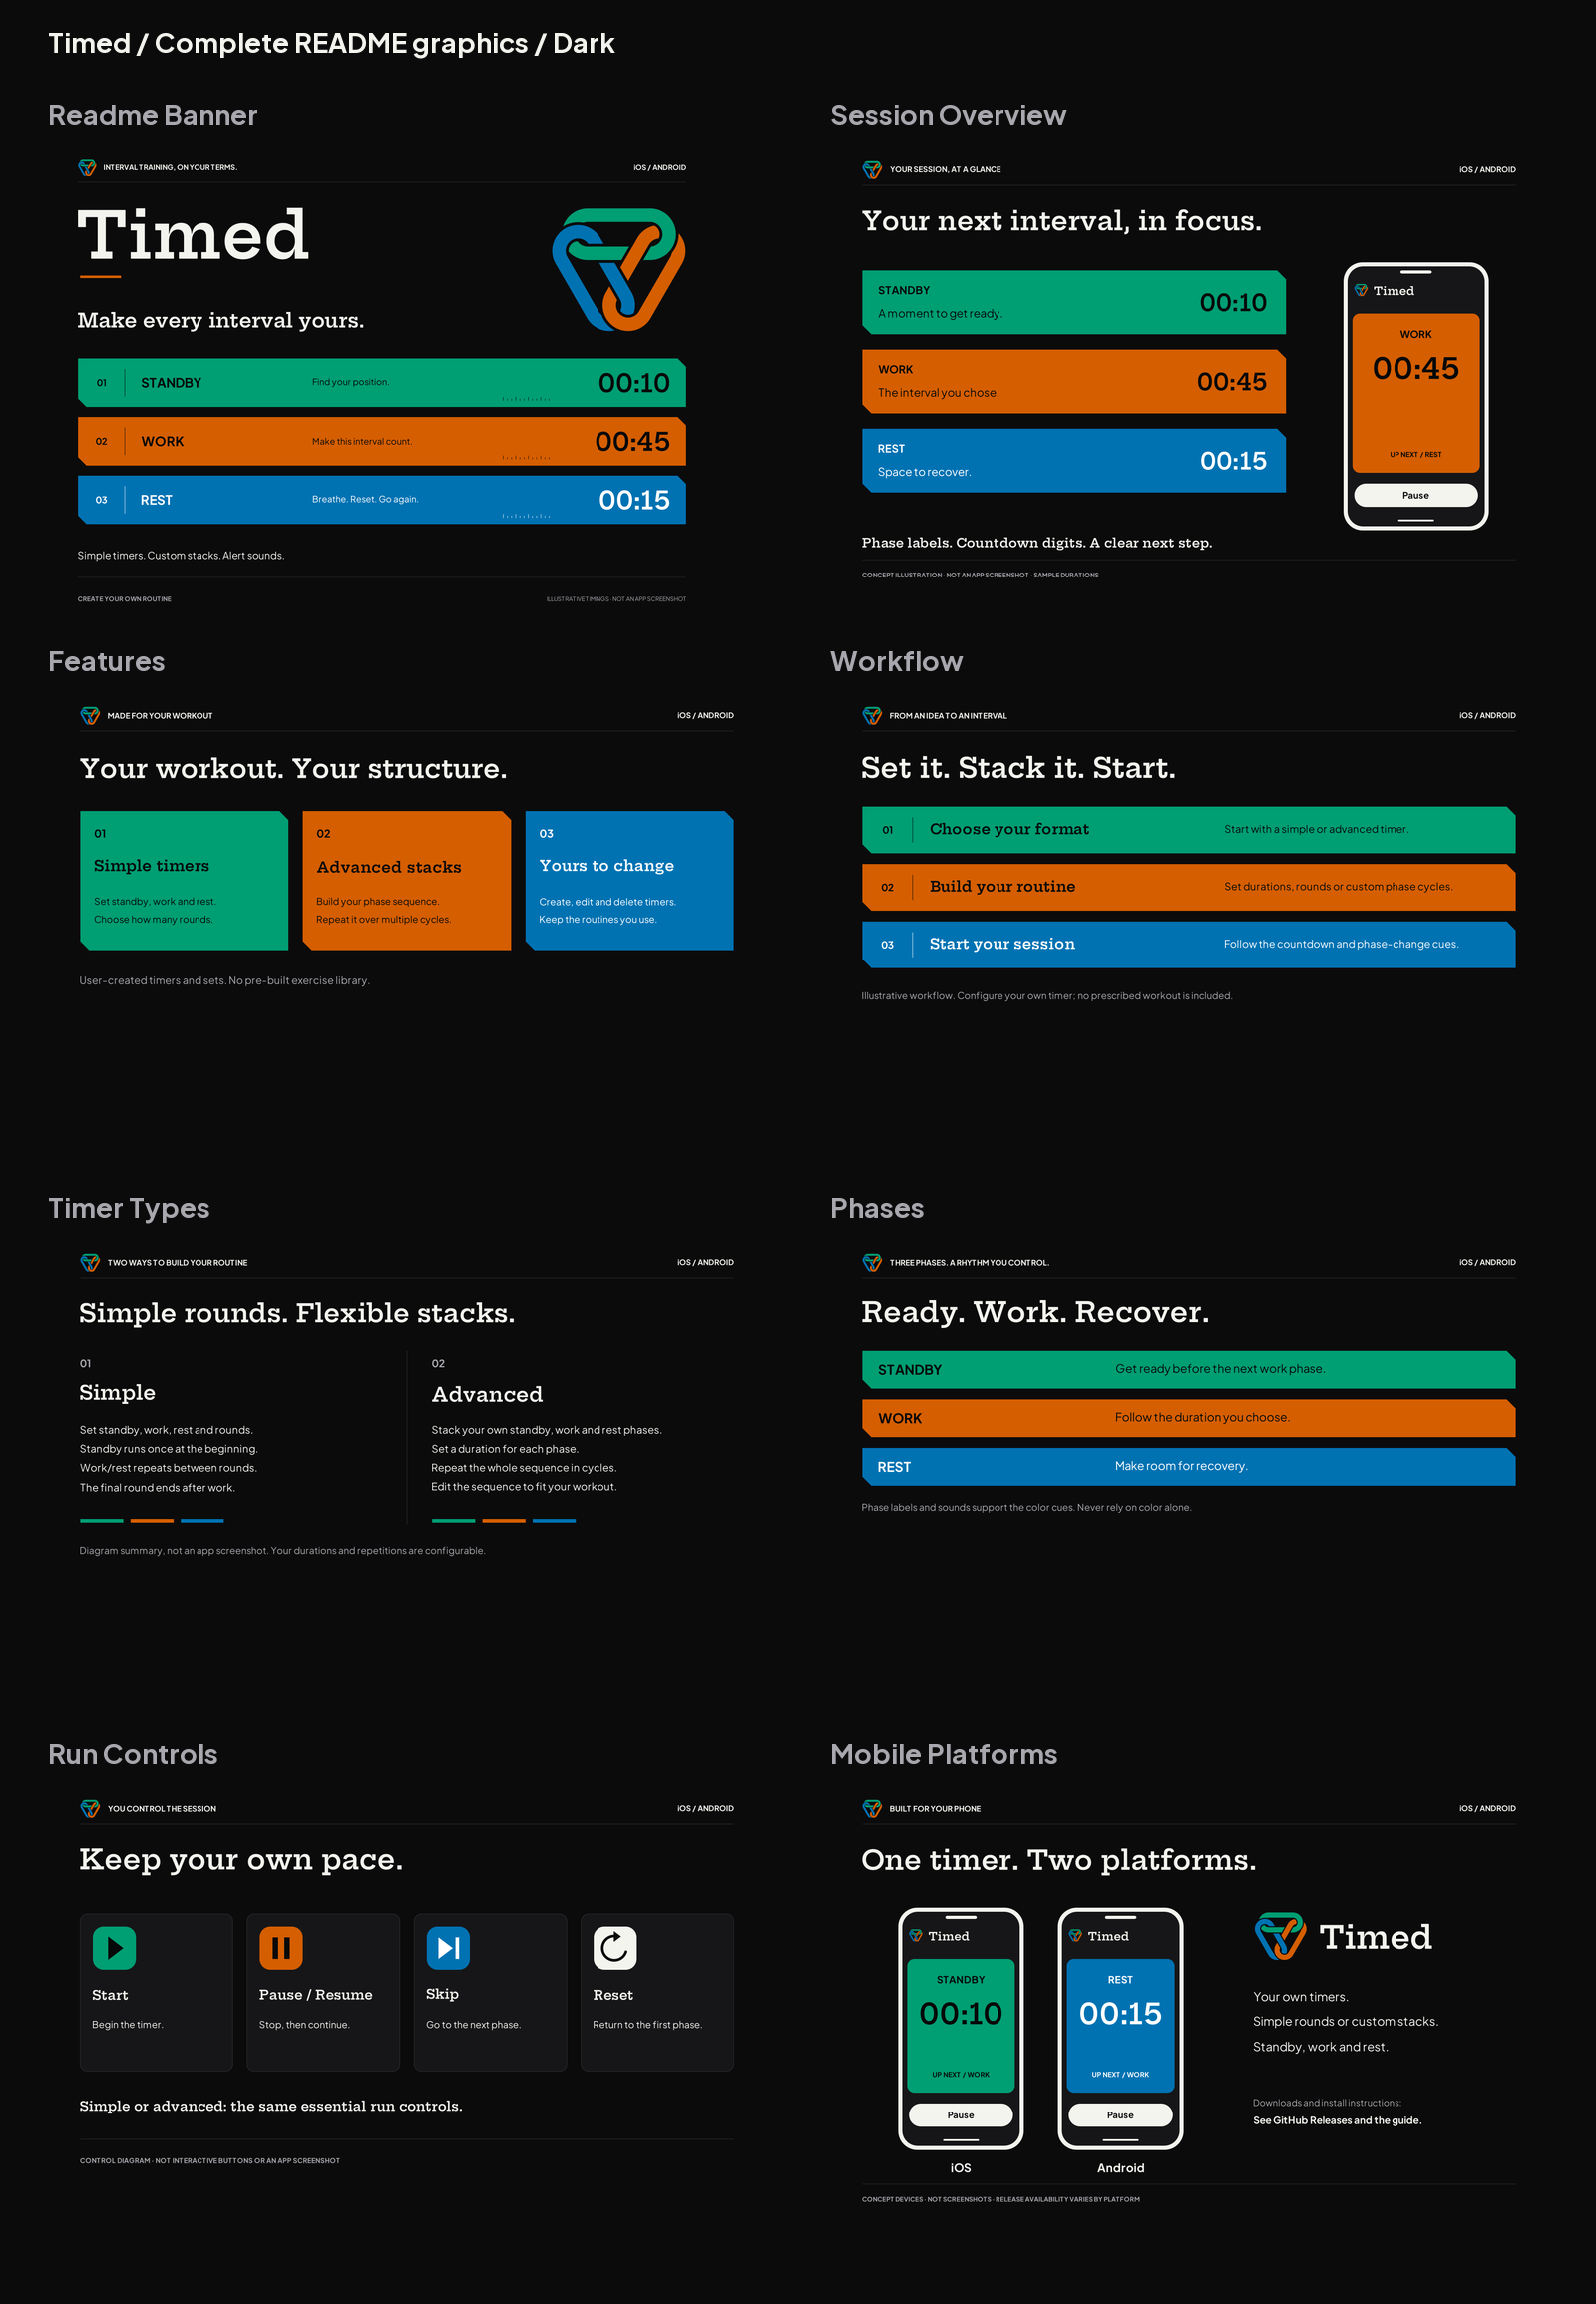 Timed / Complete README graphics / Dark
Readme Banner
INTERVAL TRAINING, ON YOUR TERMS.
iOS / ANDROID
Timed
Make every interval yours.
01
STANDBY
Find your position.
00:10
02
WORK
Make this interval count.
00:45
03
REST
Breathe. Reset. Go again.
00:15
Simple timers. Custom stacks. Alert sounds.
CREATE YOUR OWN ROUTINE
ILLUSTRATIVE TIMINGS · NOT AN APP SCREENSHOT
Session Overview
YOUR SESSION, AT A GLANCE
iOS / ANDROID
Your next interval, in focus.
STANDBY
A moment to get ready.
00:10
WORK
The interval you chose.
00:45
REST
Space to recover.
00:15
Timed
WORK
00:45
UP NEXT / REST
Pause
Phase labels. Countdown digits. A clear next step.
CONCEPT ILLUSTRATION · NOT AN APP SCREENSHOT · SAMPLE DURATIONS
Features
MADE FOR YOUR WORKOUT
iOS / ANDROID
Your workout. Your structure.
01
Simple timers
Set standby, work and rest.
Choose how many rounds.
02
Advanced stacks
Build your phase sequence.
Repeat it over multiple cycles.
03
Yours to change
Create, edit and delete timers.
Keep the routines you use.
User-created timers and sets. No pre-built exercise library.
Workflow
FROM AN IDEA TO AN INTERVAL
iOS / ANDROID
Set it. Stack it. Start.
01
Choose your format
Start with a simple or advanced timer.
02
Build your routine
Set durations, rounds or custom phase cycles.
03
Start your session
Follow the countdown and phase-change cues.
Illustrative workflow. Configure your own timer; no prescribed workout is included.
Timer Types
TWO WAYS TO BUILD YOUR ROUTINE
iOS / ANDROID
Simple rounds. Flexible stacks.
01
Simple
Set standby, work, rest and rounds.
Standby runs once at the beginning.
Work/rest repeats between rounds.
The final round ends after work.
02
Advanced
Stack your own standby, work and rest phases.
Set a duration for each phase.
Repeat the whole sequence in cycles.
Edit the sequence to fit your workout.
Diagram summary, not an app screenshot. Your durations and repetitions are configurable.
Phases
THREE PHASES. A RHYTHM YOU CONTROL.
iOS / ANDROID
Ready. Work. Recover.
STANDBY
Get ready before the next work phase.
WORK
Follow the duration you choose.
REST
Make room for recovery.
Phase labels and sounds support the color cues. Never rely on color alone.
Run Controls
YOU CONTROL THE SESSION
iOS / ANDROID
Keep your own pace.
Start
Begin the timer.
Pause / Resume
Stop, then continue.
Skip
Go to the next phase.
Reset
Return to the first phase.
Simple or advanced: the same essential run controls.
CONTROL DIAGRAM · NOT INTERACTIVE BUTTONS OR AN APP SCREENSHOT
Mobile Platforms
BUILT FOR YOUR PHONE
iOS / ANDROID
One timer. Two platforms.
Timed
STANDBY
00:10
UP NEXT / WORK
Pause
iOS
Timed
REST
00:15
UP NEXT / WORK
Pause
Android
Timed
Your own timers.
Simple rounds or custom stacks.
Standby, work and rest.
Downloads and install instructions:
See GitHub Releases and the guide.
CONCEPT DEVICES · NOT SCREENSHOTS · RELEASE AVAILABILITY VARIES BY PLATFORM